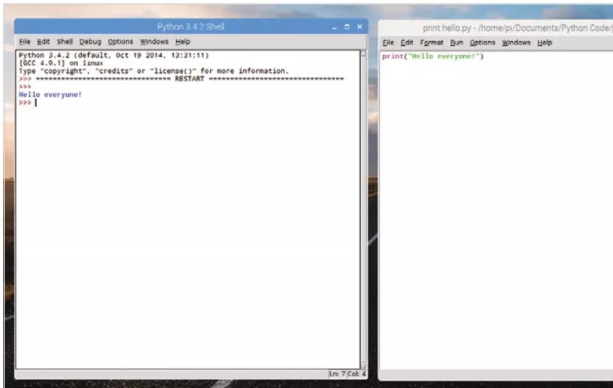 Python 3.4.2 Shell
File Edit Shell Debug Options Windows Help
Python 3.4.2 (default, Oct 19 2014, 13:31:11)
[GCC 4.9.1] on linux
Type "copyright", "credits" or "license()" for more information.
>>> ================================ RESTART ================================
>>>
Hello everyone!
>>>
Ln: 7 Col: 4
print hello.py - /home/pi/Documents/Python Code/
File Edit Format Run Options Windows Help
print("Hello everyone!")